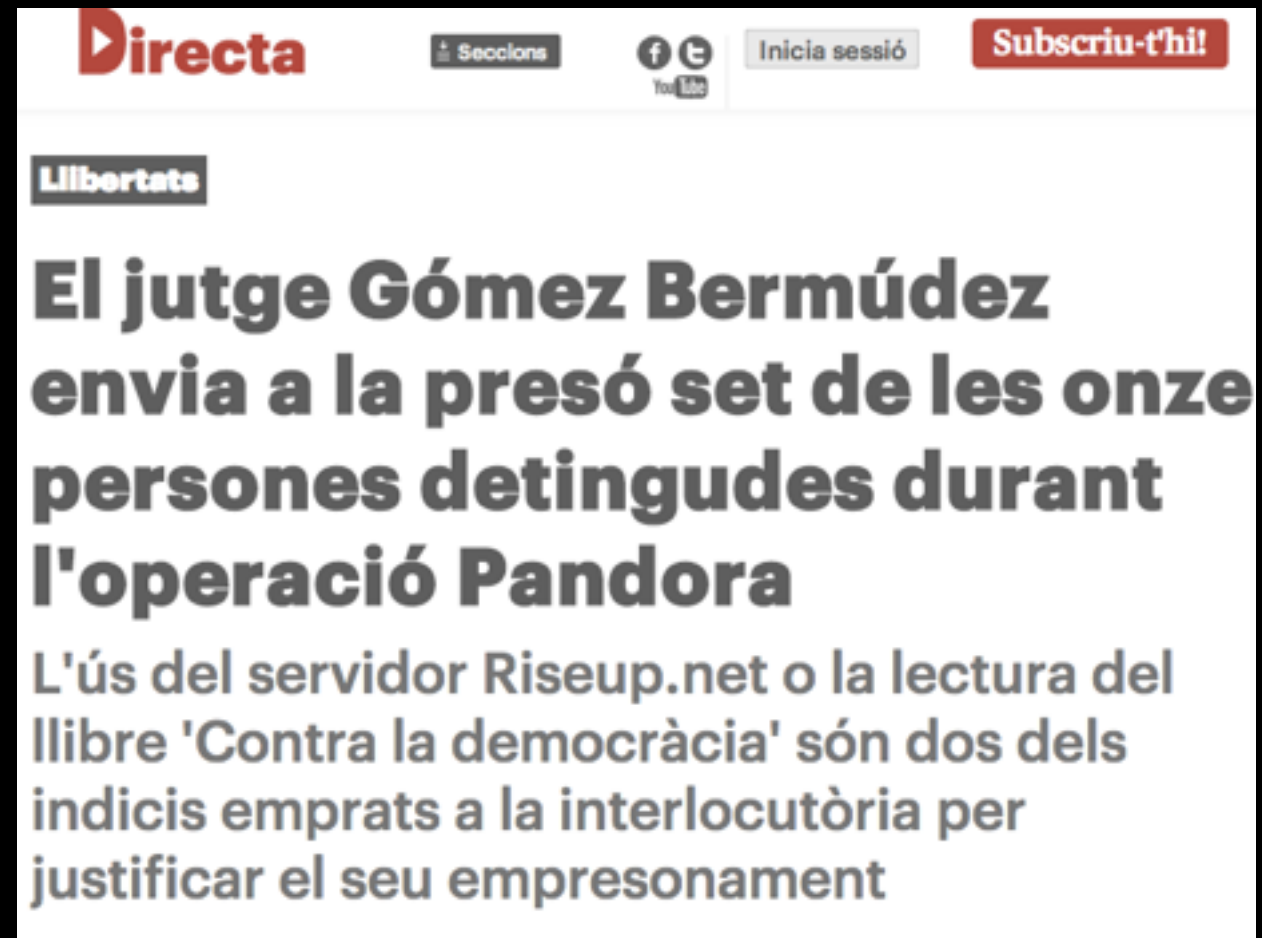 Directa
Seccions
Inicia sessió
Subscriu-t'hi!
YouTube
Llibertats
El jutge Gómez Bermúdez
envia a la presó set de les onze
persones detingudes durant
l'operació Pandora
L'ús del servidor Riseup.net o la lectura del
llibre 'Contra la democràcia' són dos dels
indicis emprats a la interlocutòria per
justificar el seu empresonament